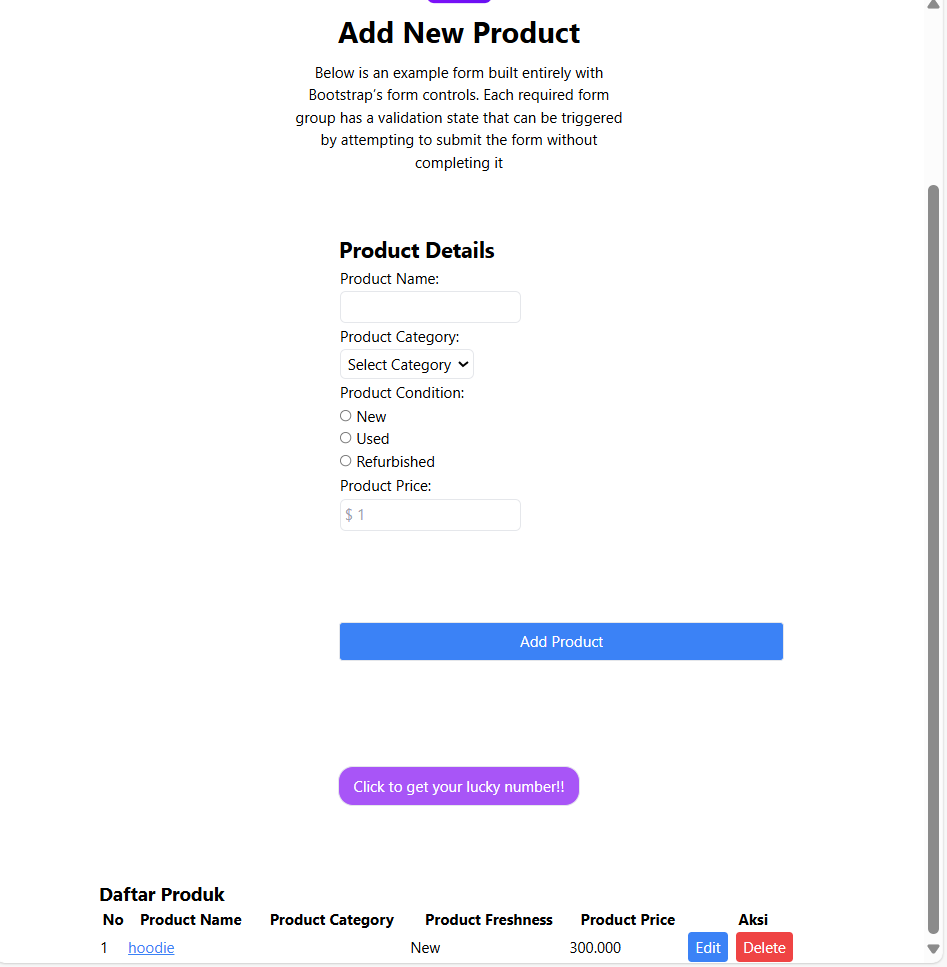 Add New Product
Below is an example form built entirely with
Bootstrap’s form controls. Each required form
group has a validation state that can be triggered
by attempting to submit the form without
completing it
Product Details
Product Name:
Product Category:
Select Category
Product Condition:
New
Used
Refurbished
Product Price:
$ 1
Add Product
Click to get your lucky number!!
Daftar Produk
No Product Name Product Category Product Freshness Product Price Aksi
1 hoodie New 300.000 Edit Delete